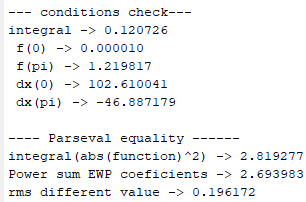 --- conditions check---
integral -> 0.120726
f(0) -> 0.000010
f(pi) -> 1.219817
dx(0) -> 102.610041
dx(pi) -> -46.887179
---- Parseval equality ------
integral(abs(function)^2) -> 2.819277
Power sum EWP coeficients -> 2.693983
rms different value -> 0.196172